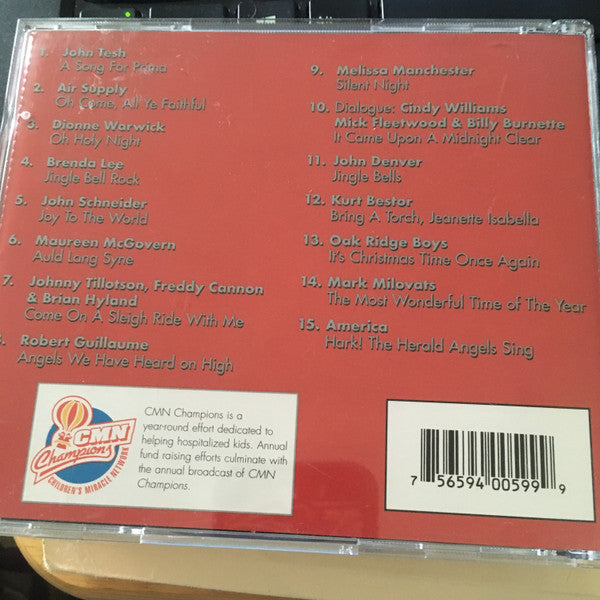 1. John Tesh
A Song For Prima
2. Air Supply
Oh Come, All Ye Faithful
3. Dionne Warwick
Oh Holy Night
4. Brenda Lee
Jingle Bell Rock
5. John Schneider
Joy To The World
6. Maureen McGovern
Auld Lang Syne
7. Johnny Tillotson, Freddy Cannon
& Brian Hyland
Come On A Sleigh Ride With Me
8. Robert Guillaume
Angels We Have Heard on High
9. Melissa Manchester
Silent Night
10. Dialogue: Cindy Williams
Mick Fleetwood & Billy Burnette
It Came Upon A Midnight Clear
11. John Denver
Jingle Bells
12. Kurt Bestor
Bring A Torch, Jeanette Isabella
13. Oak Ridge Boys
It's Christmas Time Once Again
14. Mark Milovats
The Most Wonderful Time of The Year
15. America
Hark! The Herald Angels Sing
CMN
Champions
CHILDREN'S MIRACLE NETWORK
CMN Champions is a
year-round effort dedicated to
helping hospitalized kids. Annual
fund raising efforts culminate with
the annual broadcast of CMN
Champions.
7 56594 00599 9